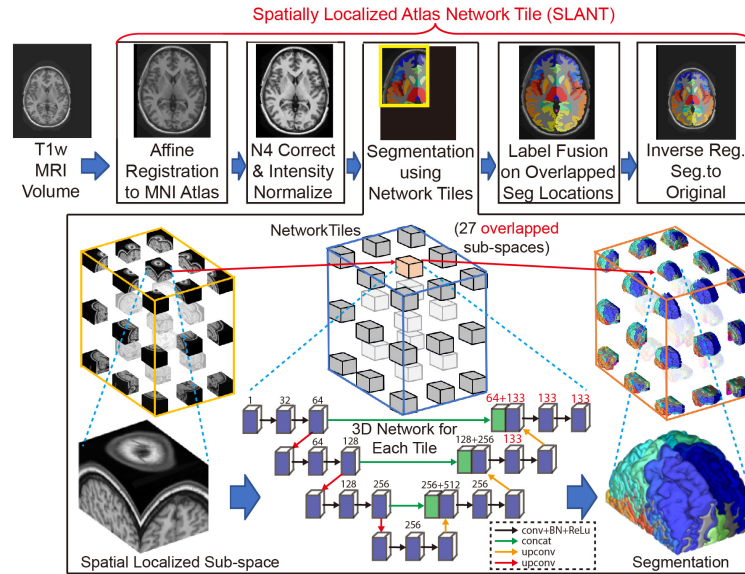 Spatially Localized Atlas Network Tile (SLANT)
T1w
MRI
Volume
Affine
Registration
to MNI Atlas
N4 Correct
& Intensity
Normalize
Segmentation
using
Network Tiles
Label Fusion
on Overlapped
Seg Locations
Inverse Reg.
Seg.to
Original
NetworkTiles
(27 overlapped
sub-spaces)
1
32
64
64+133
133
133
3D Network for
Each Tile
64
128
128+256
133
128
256
256+512
256
256
conv+BN+ReLu
concat
upconv
upconv
Spatial Localized Sub-space
Segmentation